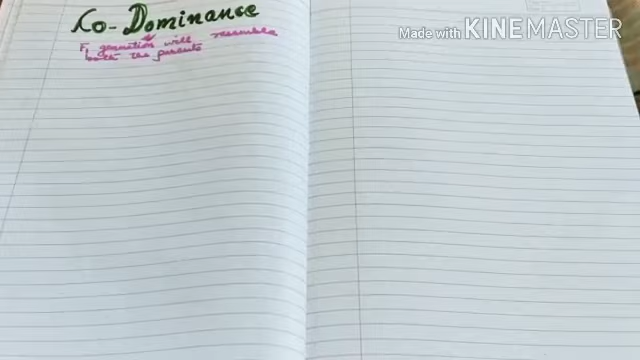 Co-Dominance
F1 generation will resemble
both the parents
Made with KINEMASTER